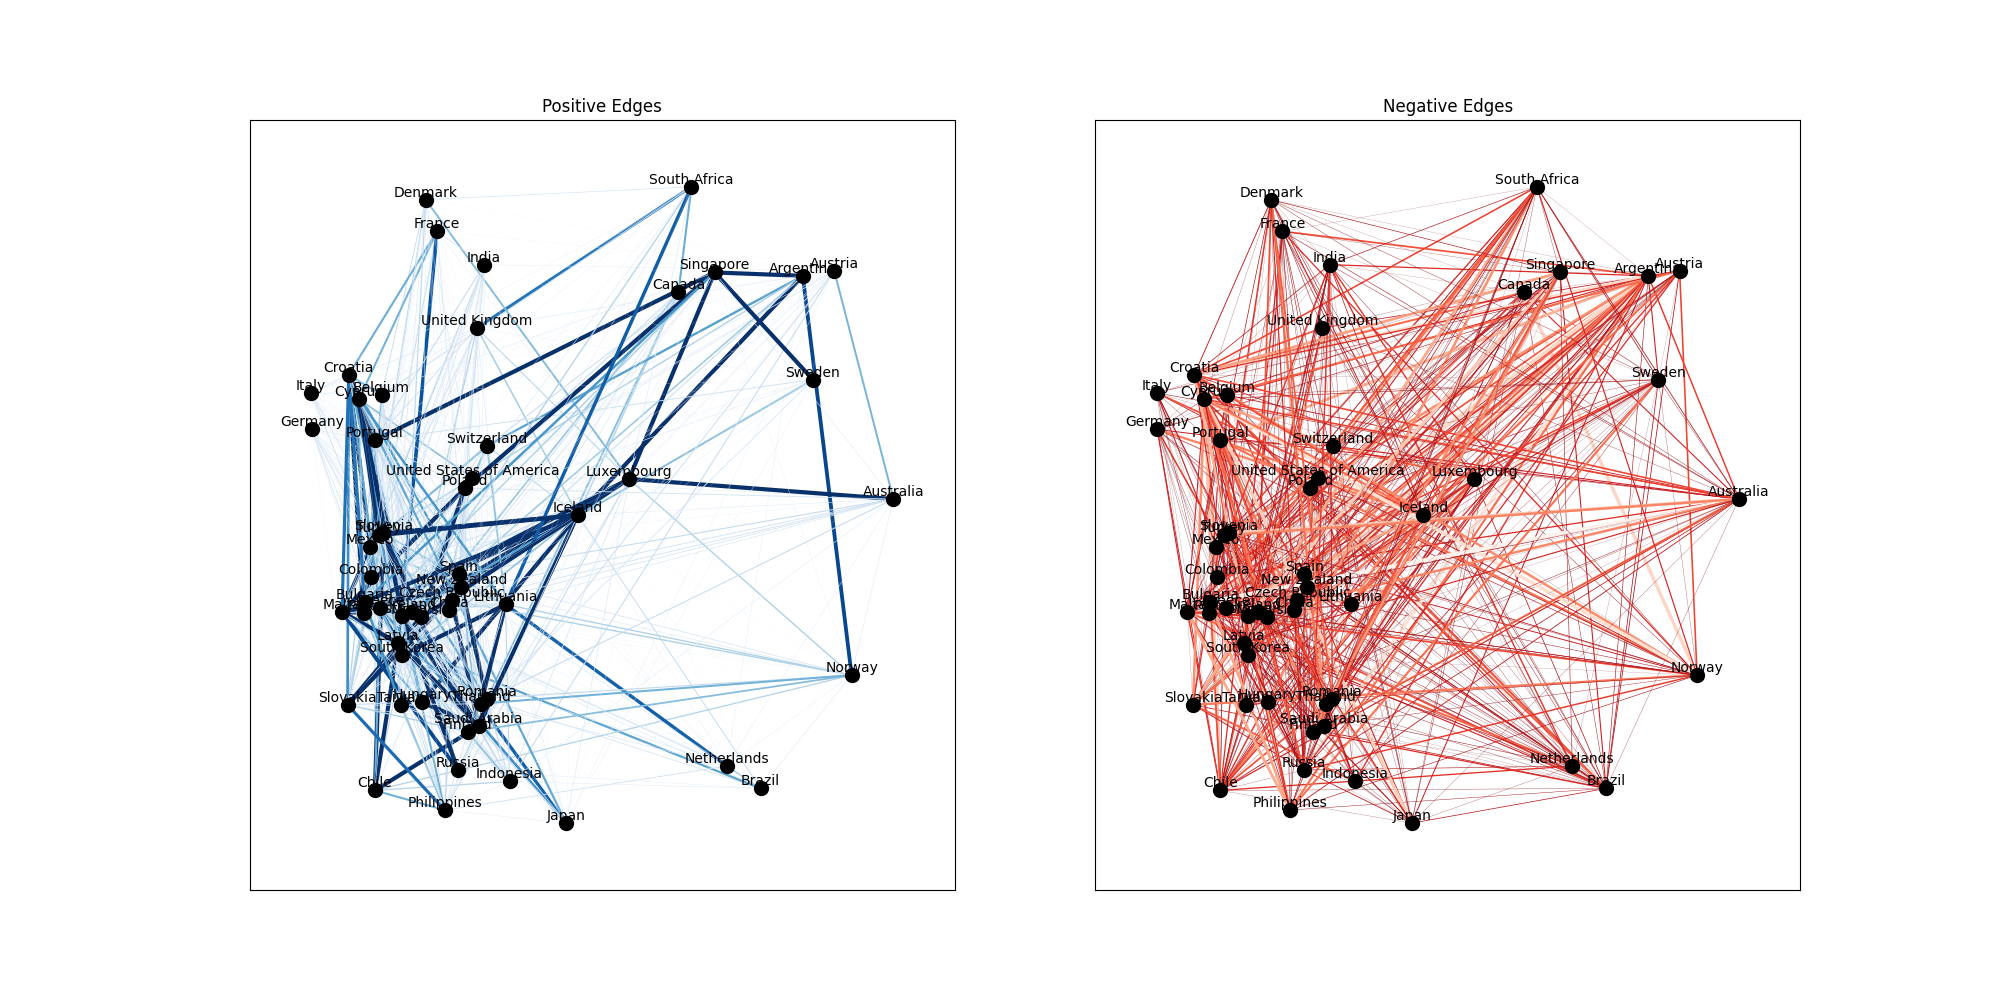 Positive Edges
South Africa
Denmark
France
India
Singapore
Argentina
Austria
Canada
United Kingdom
Croatia
Sweden
Italy
Cyprus
Belgium
Germany
Portugal
Switzerland
United States of America
Luxembourg
Poland
Australia
Iceland
Slovenia
Mexico
Colombia
Spain
New Zealand
Czech Republic
Bulgaria
Lithuania
Latvia
South Korea
Norway
Slovakia
Taiwan
Hungary
Romania
Thailand
Saudi Arabia
Finland
Netherlands
Russia
Indonesia
Brazil
Chile
Philippines
Japan
Negative Edges
South Africa
Denmark
France
India
Singapore
Argentina
Austria
Canada
United Kingdom
Croatia
Sweden
Italy
Cyprus
Belgium
Germany
Portugal
Switzerland
United States of America
Luxembourg
Poland
Australia
Iceland
Slovenia
Mexico
Colombia
Spain
New Zealand
Czech Republic
Bulgaria
Lithuania
Latvia
South Korea
Norway
Slovakia
Taiwan
Hungary
Romania
Thailand
Saudi Arabia
Finland
Netherlands
Russia
Indonesia
Brazil
Chile
Philippines
Japan